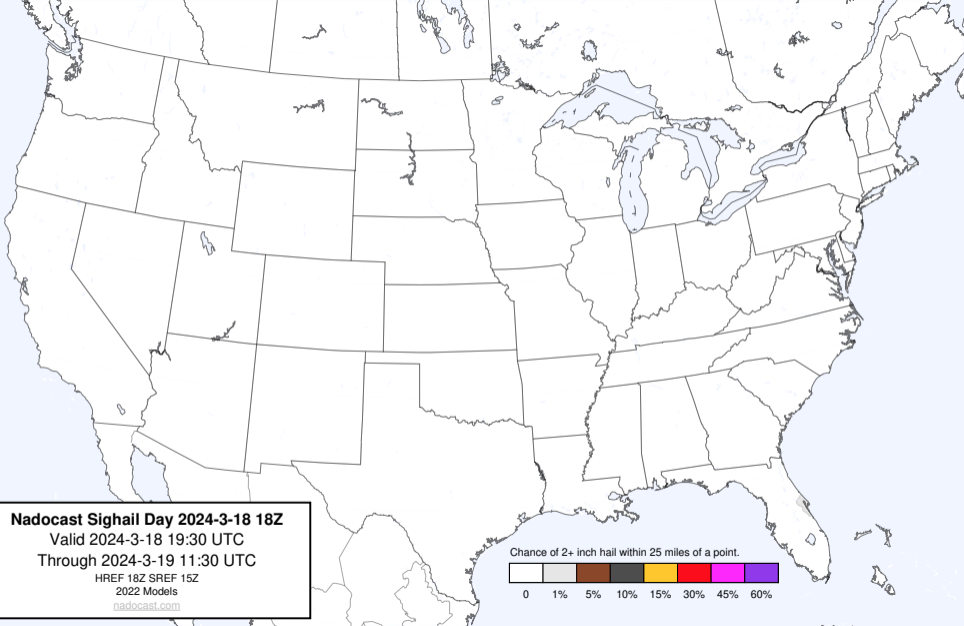 Nadocast Sighail Day 2024-3-18 18Z
Valid 2024-3-18 19:30 UTC
Through 2024-3-19 11:30 UTC
HREF 18Z SREF 15Z
2022 Models
nadocast.com
Chance of 2+ inch hail within 25 miles of a point.
0 1% 5% 10% 15% 30% 45% 60%